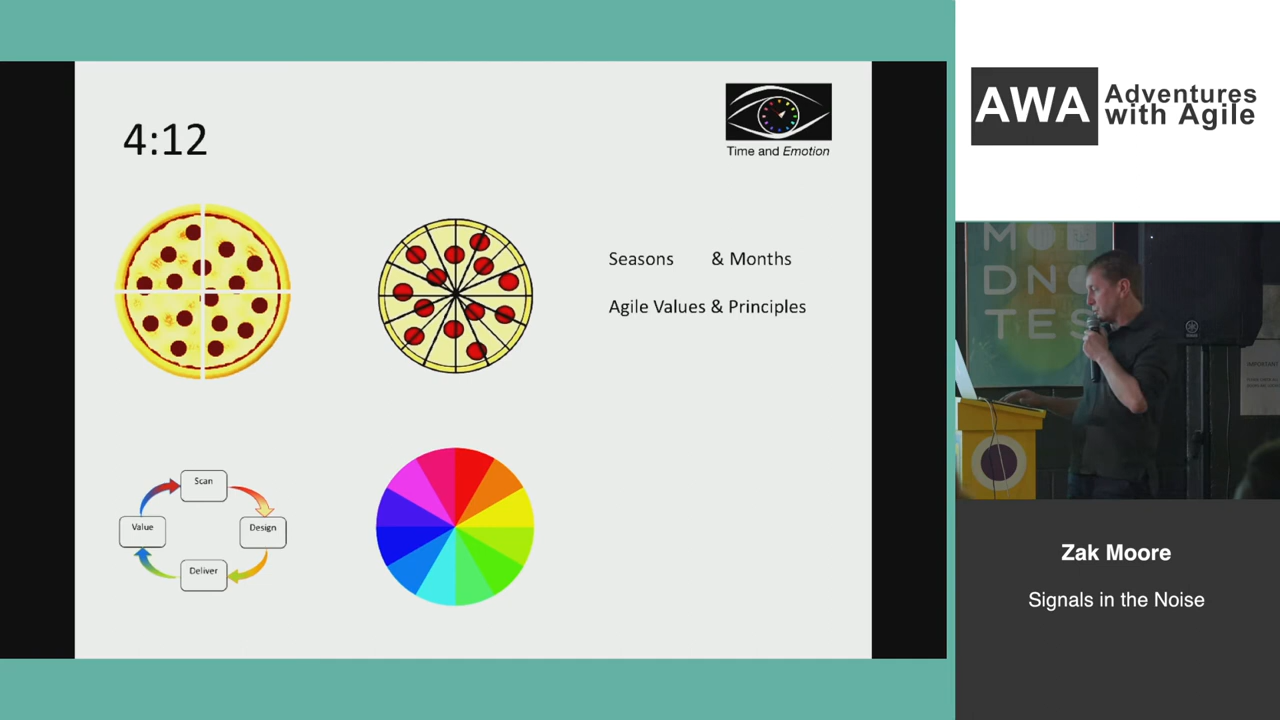 4:12
Time and Emotion
Seasons & Months
Agile Values & Principles
Scan
Value
Design
Deliver
AWA Adventures
with Agile
M
DNO
TES
IMPORTANT
Zak Moore
Signals in the Noise